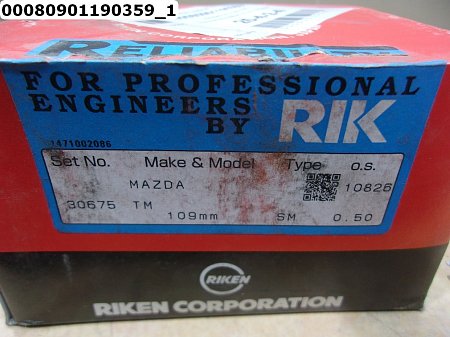 00080901190359_1
RELIABIL
FOR PROFESSIONAL
ENGINEERS
BY RIK
1471002086
Set No. Make & Model Type o.s.
MAZDA 10826
30675 TM
109mm SM 0.50
RIKEN
RIKEN CORPORATION